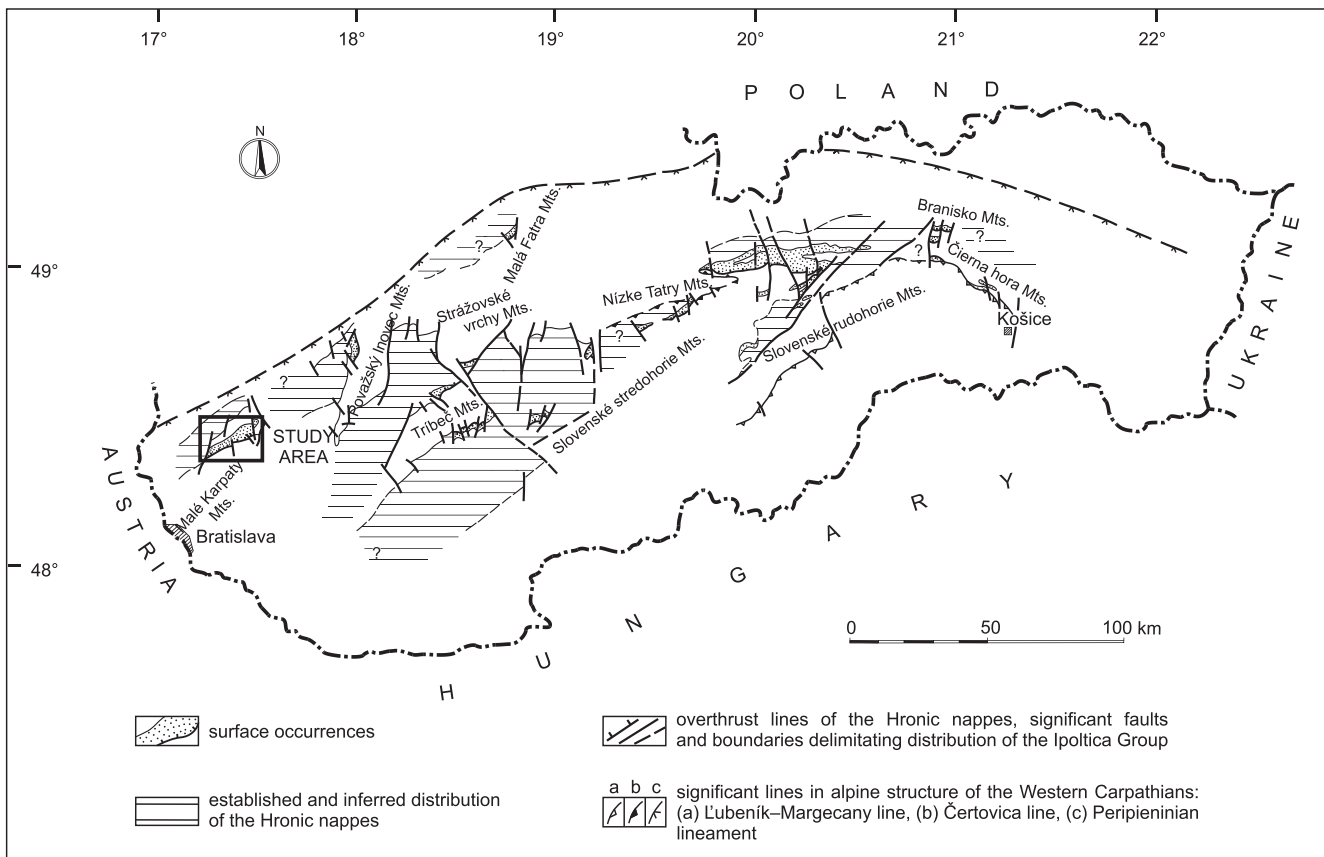 17° 18° 19° 20° 21° 22°
P O L A N D
N
Branisko Mts.
Malá Fatra Mts.
?
?
?
49°
Čierna hora Mts.
UKRAINE
Nízke Tatry Mts.
Považský Inovec Mts.
Strážovské
vrchy Mts.
Košice
Slovenské rudohorie Mts.
?
?
Tríbeč Mts.
Slovenské stredohorie Mts.
STUDY
AREA
AUSTRIA
Malé Karpaty
Mts.
Bratislava
?
48°
H U N G A R Y
0 50 100 km
surface occurrences
overthrust lines of the Hronic nappes, significant faults
and boundaries delimitating distribution of the Ipoltica Group
established and inferred distribution
of the Hronic nappes
a b c
significant lines in alpine structure of the Western Carpathians:
(a) Ľubeník–Margecany line, (b) Čertovica line, (c) Peripieninian
lineament